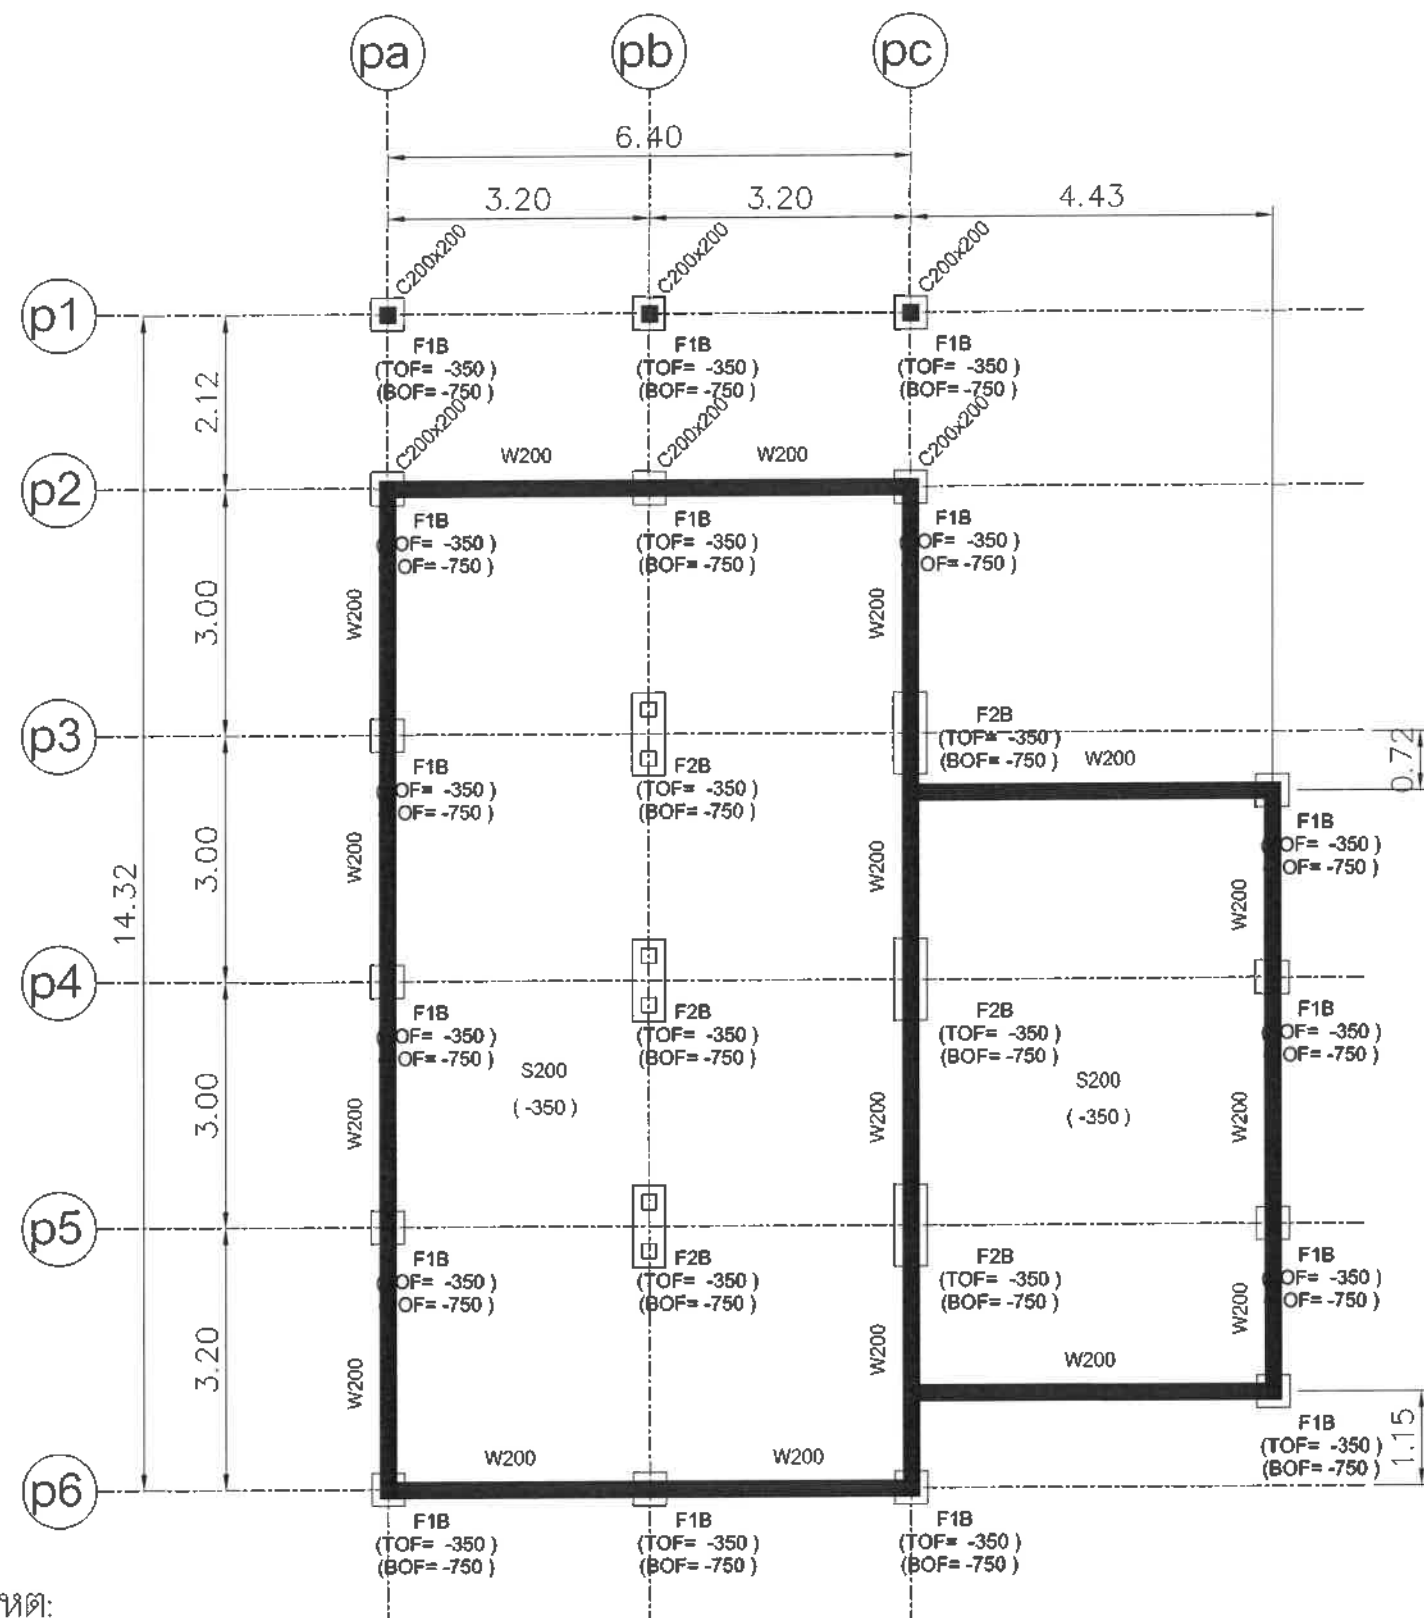 pa pb pc
6.40
3.20 3.20 4.43
C200x200 C200x200 C200x200
p1
F1B F1B F1B
(TOF= -350 ) (TOF= -350 ) (TOF= -350 )
(BOF= -750 ) (BOF= -750 ) (BOF= -750 )
2.12
C200x200 C200x200 C200x200
W200 W200
p2
F1B F1B F1B
OF= -350 ) (TOF= -350 ) OF= -350 )
OF= -750 ) (BOF= -750 ) OF= -750 )
3.00 W200 W200
p3
F2B
(TOF= -350 )
(BOF= -750 ) W200 0.72
F1B F2B
OF= -350 ) (TOF= -350 )
OF= -750 ) (BOF= -750 )
F1B
OF= -350 )
OF= -750 )
3.00 W200 W200 W200
14.32
p4
F1B F2B F2B F1B
OF= -350 ) (TOF= -350 ) (TOF= -350 ) OF= -350 )
OF= -750 ) (BOF= -750 ) (BOF= -750 ) OF= -750 )
S200 S200
( -350 ) ( -350 )
3.00 W200 W200 W200
p5
F1B F2B F2B F1B
OF= -350 ) (TOF= -350 ) (TOF= -350 ) OF= -350 )
OF= -750 ) (BOF= -750 ) (BOF= -750 ) OF= -750 )
3.20 W200 W200 W200
W200
F1B 1.15
(TOF= -350 )
(BOF= -750 )
W200 W200
p6
F1B F1B F1B
(TOF= -350 ) (TOF= -350 ) (TOF= -350 )
(BOF= -750 ) (BOF= -750 ) (BOF= -750 )
หตุ: